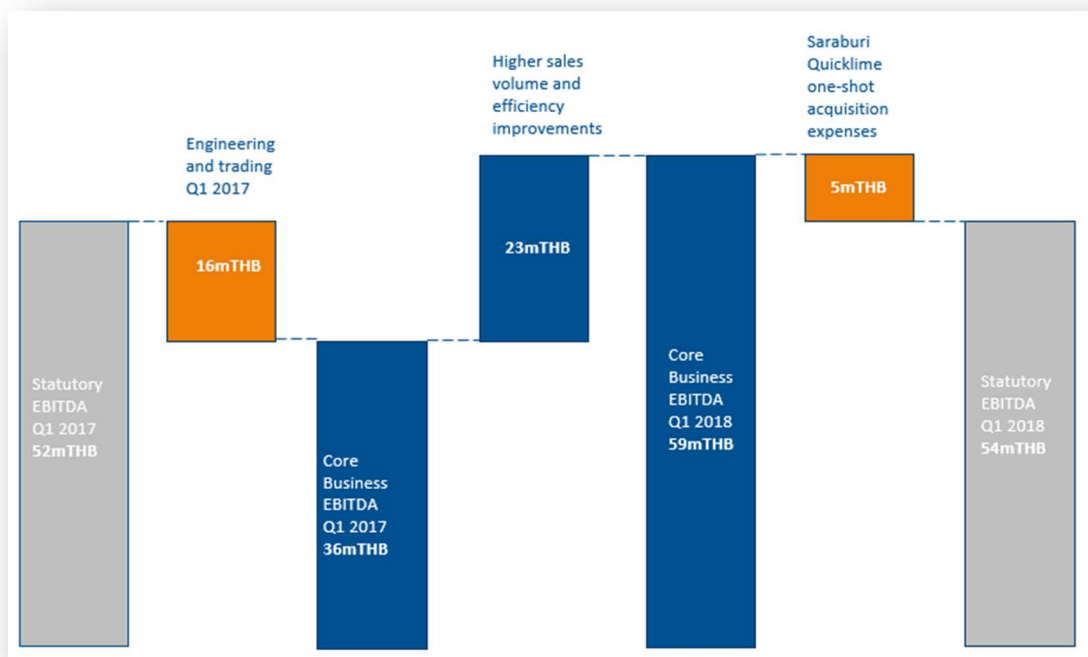 Engineering
and trading
Q1 2017
Higher sales
volume and
efficiency
improvements
Saraburi
Quicklime
one-shot
acquisition
expenses
16mTHB
23mTHB
5mTHB
Statutory
EBITDA
Q1 2017
52mTHB
Core
Business
EBITDA
Q1 2017
36mTHB
Core
Business
EBITDA
Q1 2018
59mTHB
Statutory
EBITDA
Q1 2018
54mTHB